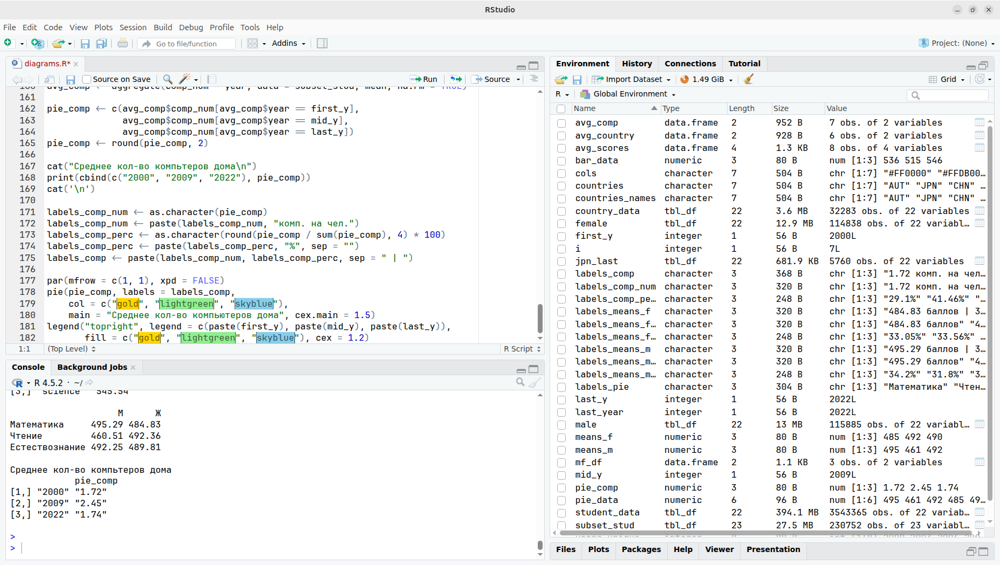 RStudio
File Edit Code View Plots Session Build Debug Profile Tools Help
Go to file/function Addins Project: (None)
diagrams.R*
Source on Save Run Source
160 avg_comp <- aggregate(comp_num ~ year, data = subset_stud, mean, na.rm = TRUE)
161
162 pie_comp <- c(avg_comp$comp_num[avg_comp$year == first_y],
163 avg_comp$comp_num[avg_comp$year == mid_y],
164 avg_comp$comp_num[avg_comp$year == last_y])
165 pie_comp <- round(pie_comp, 2)
166
167 cat("Среднее кол-во компьтеров дома\n")
168 print(cbind(c("2000", "2009", "2022"), pie_comp))
169 cat('\n')
170
171 labels_comp_num <- as.character(pie_comp)
172 labels_comp_num <- paste(labels_comp_num, "комп. на чел.")
173 labels_comp_perc <- as.character(round(pie_comp / sum(pie_comp), 4) * 100)
174 labels_comp_perc <- paste(labels_comp_perc, "%", sep = "")
175 labels_comp <- paste(labels_comp_num, labels_comp_perc, sep = " | ")
176
177 par(mfrow = c(1, 1), xpd = FALSE)
178 pie(pie_comp, labels = labels_comp,
179 col = c("gold", "lightgreen", "skyblue"),
180 main = "Среднее кол-во компьютеров дома", cex.main = 1.5)
181 legend("topright", legend = c(paste(first_y), paste(mid_y), paste(last_y)),
182 fill = c("gold", "lightgreen", "skyblue"), cex = 1.2)
1:1 (Top Level) R Script
Console Background Jobs
R 4.5.2 · ~/
[3,] "science" "545.54"
М Ж
Математика 495.29 484.83
Чтение 460.51 492.36
Естествознание 492.25 489.81
Среднее кол-во компьтеров дома
pie_comp
[1,] "2000" "1.72"
[2,] "2009" "2.45"
[3,] "2022" "1.74"
>
>
Environment History Connections Tutorial
Import Dataset 1.49 GiB Grid
R Global Environment
Name Type Length Size Value
avg_comp data.frame 2 952 B 7 obs. of 2 variables
avg_country data.frame 2 928 B 6 obs. of 2 variables
avg_scores data.frame 4 1.3 KB 8 obs. of 4 variables
bar_data numeric 3 80 B num [1:3] 536 515 546
cols character 7 504 B chr [1:7] "#FF0000" "#FFDB00…
countries character 7 504 B chr [1:7] "AUT" "JPN" "CHN" …
countries_names character 7 504 B chr [1:7] "AUT" "JPN" "CHN" …
country_data tbl_df 22 3.6 MB 32283 obs. of 22 variables
female tbl_df 22 12.9 MB 114838 obs. of 22 variabl…
first_y integer 1 56 B 2000L
i integer 1 56 B 7L
jpn_last tbl_df 22 681.9 KB 5760 obs. of 22 variables
labels_comp character 3 368 B chr [1:3] "1.72 комп. на чел…
labels_comp_num character 3 320 B chr [1:3] "1.72 комп. на чел…
labels_comp_pe… character 3 248 B chr [1:3] "29.1%" "41.46%" "…
labels_means_f character 3 320 B chr [1:3] "484.83 баллов | 3…
labels_means_f… character 3 320 B chr [1:3] "484.83 баллов" "4…
labels_means_f… character 3 248 B chr [1:3] "33.05%" "33.56%" …
labels_means_m character 3 320 B chr [1:3] "495.29 баллов | 3…
labels_means_m… character 3 320 B chr [1:3] "495.29 баллов" "4…
labels_means_m… character 3 248 B chr [1:3] "34.2%" "31.8%" "3…
labels_pie character 3 304 B chr [1:3] "Математика" "Чтен…
last_y integer 1 56 B 2022L
last_year integer 1 56 B 2022L
male tbl_df 22 13 MB 115885 obs. of 22 variabl…
means_f numeric 3 80 B num [1:3] 485 492 490
means_m numeric 3 80 B num [1:3] 495 461 492
mf_df data.frame 2 1.1 KB 3 obs. of 2 variables
mid_y integer 1 56 B 2009L
pie_comp numeric 3 80 B num [1:3] 1.72 2.45 1.74
pie_data numeric 6 96 B num [1:6] 495 461 492 485 49…
student_data tbl_df 22 394.1 MB 3543365 obs. of 22 variab…
subset_stud tbl_df 23 27.5 MB 230752 obs. of 23 variabl…
Files Plots Packages Help Viewer Presentation